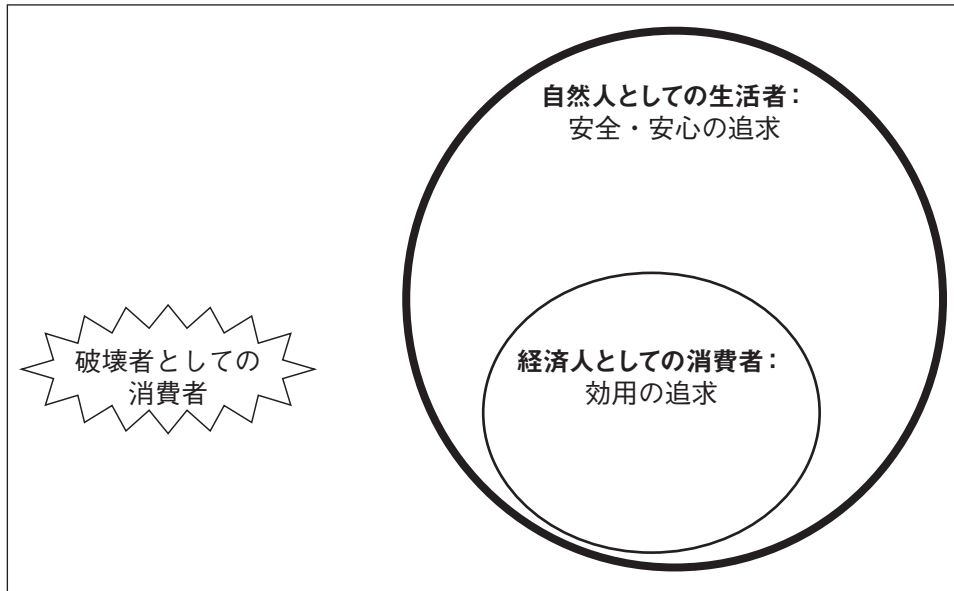 自然人としての生活者:
安全・安心の追求
破壊者としての
消費者
経済人としての消費者:
効用の追求